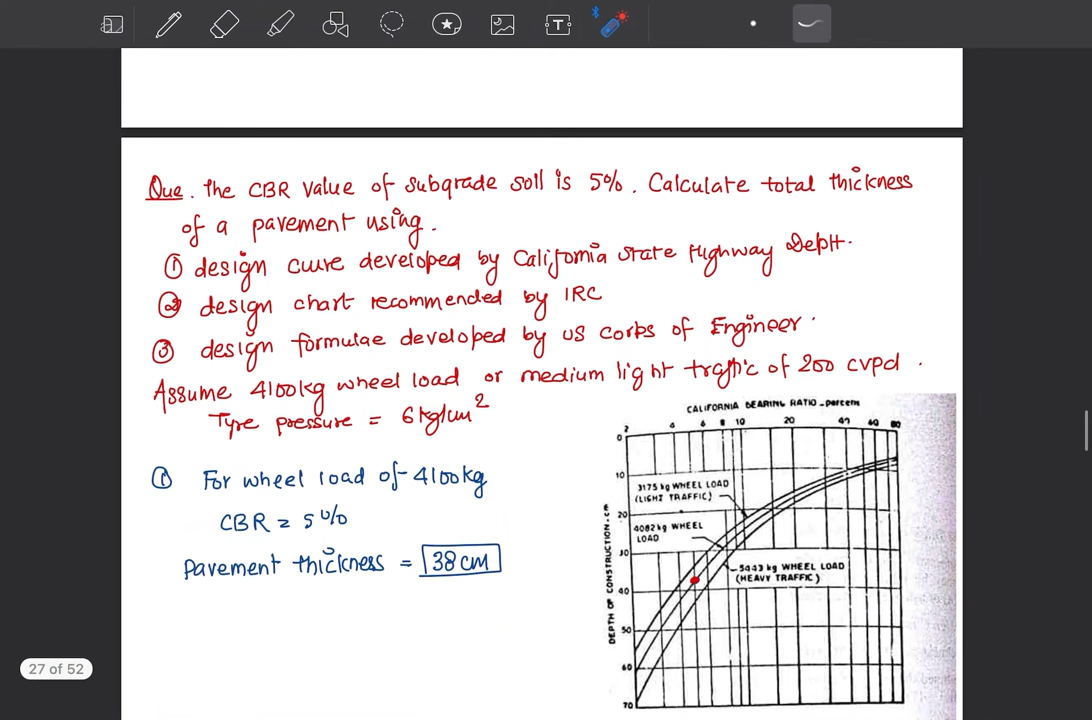 T
Que. The CBR value of subgrade soil is 5%. Calculate total thickness
of a pavement using.
① design curve developed by California State Highway Deptt.
② design chart recommended by IRC
③ design formulae developed by US corps of Engineer.
Assume 4100kg wheel load or medium light traffic of 200 cvpd.
Tyre pressure = 6kg/cm²
① For wheel load of 4100kg
CBR = 5%
Pavement thickness = 38cm
CALIFORNIA BEARING RATIO - percent
2 4 6 8 10 20 40 60 80
0
10
20
30
40
50
60
70
DEPTH OF CONSTRUCTION. cm
3175 kg WHEEL LOAD
(LIGHT TRAFFIC)
4082 kg WHEEL
LOAD
5443 kg WHEEL LOAD
(HEAVY TRAFFIC)
27 of 52